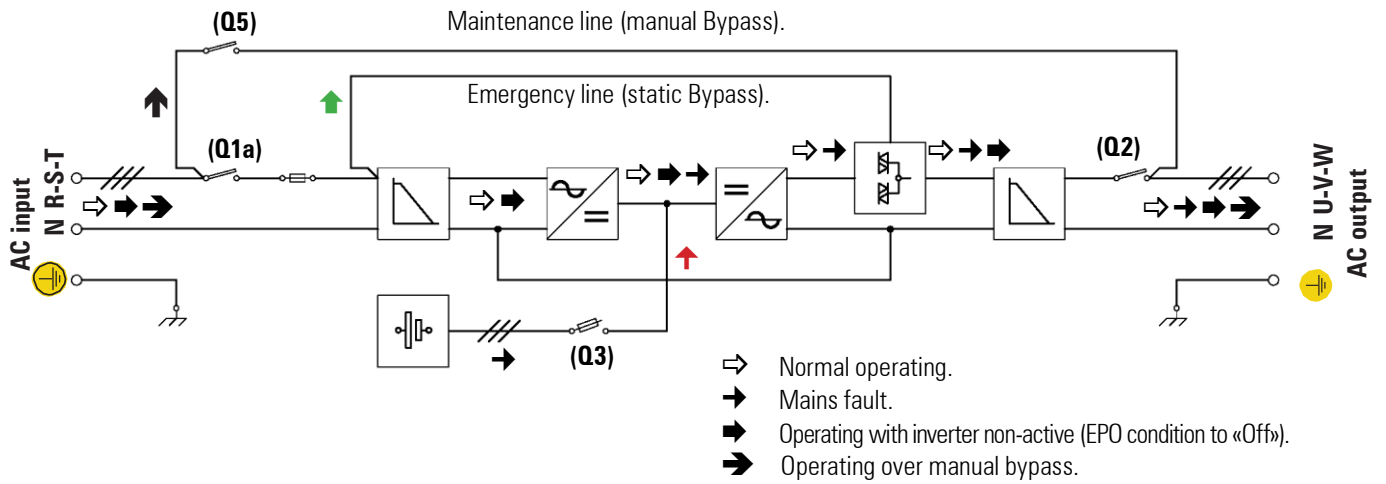 (Q5)
Maintenance line (manual Bypass).
Emergency line (static Bypass).
(Q1a)
(Q2)
AC input
N R-S-T
N U-V-W
AC output
(Q3)
Normal operating.
Mains fault.
Operating with inverter non-active (EPO condition to «Off»).
Operating over manual bypass.